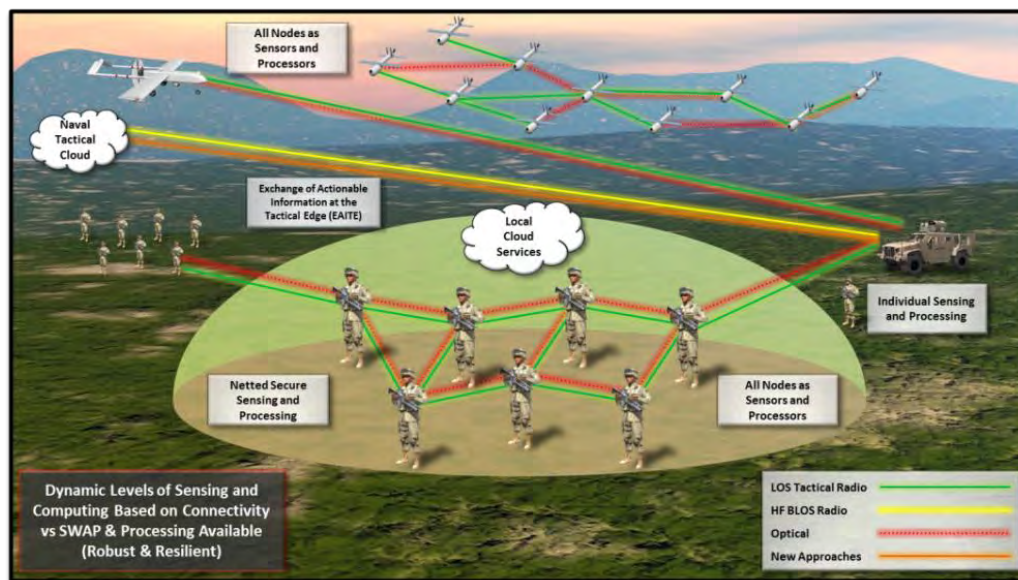 All Nodes as
Sensors and
Processors
Naval
Tactical
Cloud
Exchange of Actionable
Information at the
Tactical Edge (EAITE)
Local
Cloud
Services
Individual Sensing
and Processing
Netted Secure
Sensing and
Processing
All Nodes as
Sensors and
Processors
Dynamic Levels of Sensing and
Computing Based on Connectivity
vs SWAP & Processing Available
(Robust & Resilient)
LOS Tactical Radio
HF BLOS Radio
Optical
New Approaches